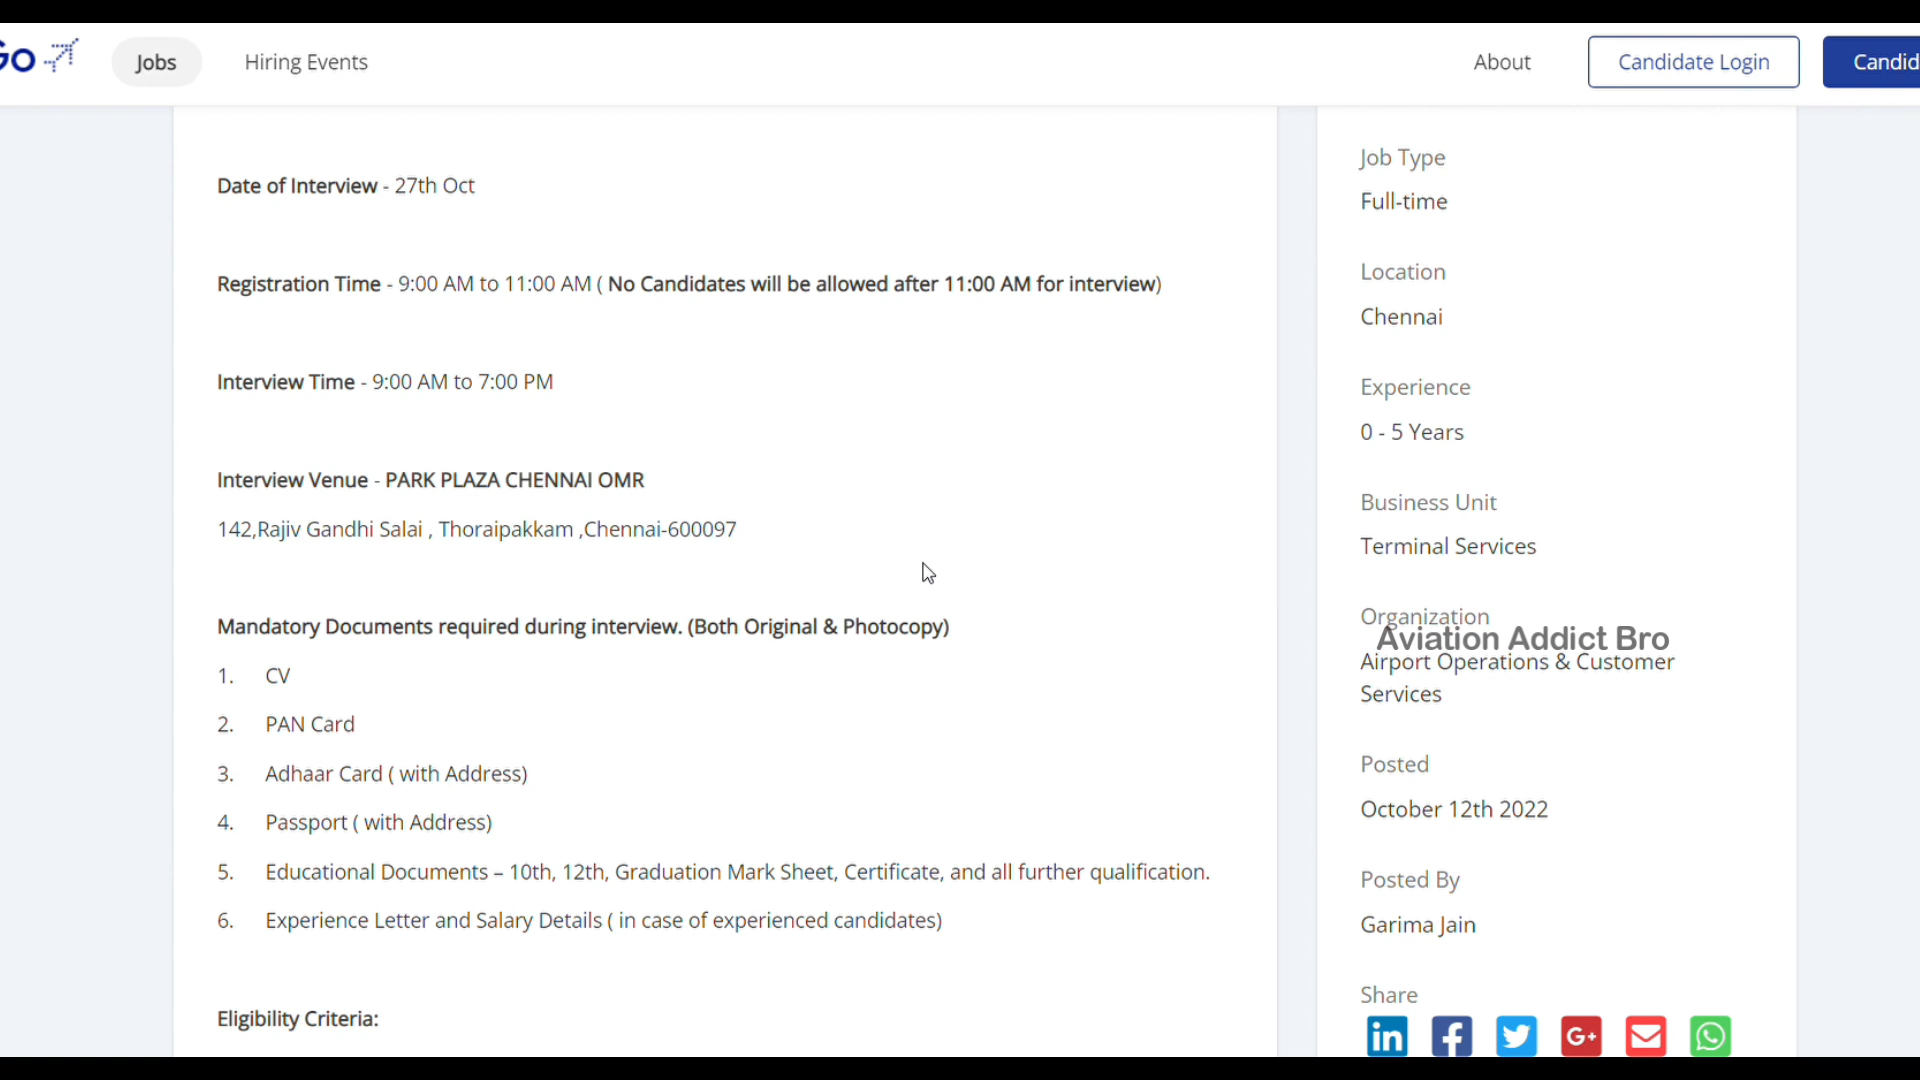 Go
Jobs
Hiring Events
About
Candidate Login
Candid
Date of Interview - 27th Oct
Registration Time - 9:00 AM to 11:00 AM ( No Candidates will be allowed after 11:00 AM for interview)
Interview Time - 9:00 AM to 7:00 PM
Interview Venue - PARK PLAZA CHENNAI OMR
142,Rajiv Gandhi Salai , Thoraipakkam ,Chennai-600097
Mandatory Documents required during interview. (Both Original & Photocopy)
1. CV
2. PAN Card
3. Adhaar Card ( with Address)
4. Passport ( with Address)
5. Educational Documents – 10th, 12th, Graduation Mark Sheet, Certificate, and all further qualification.
6. Experience Letter and Salary Details ( in case of experienced candidates)
Eligibility Criteria:
Job Type
Full-time
Location
Chennai
Experience
0 - 5 Years
Business Unit
Terminal Services
Organization
Aviation Addict Bro
Airport Operations & Customer
Services
Posted
October 12th 2022
Posted By
Garima Jain
Share
in
f
G+